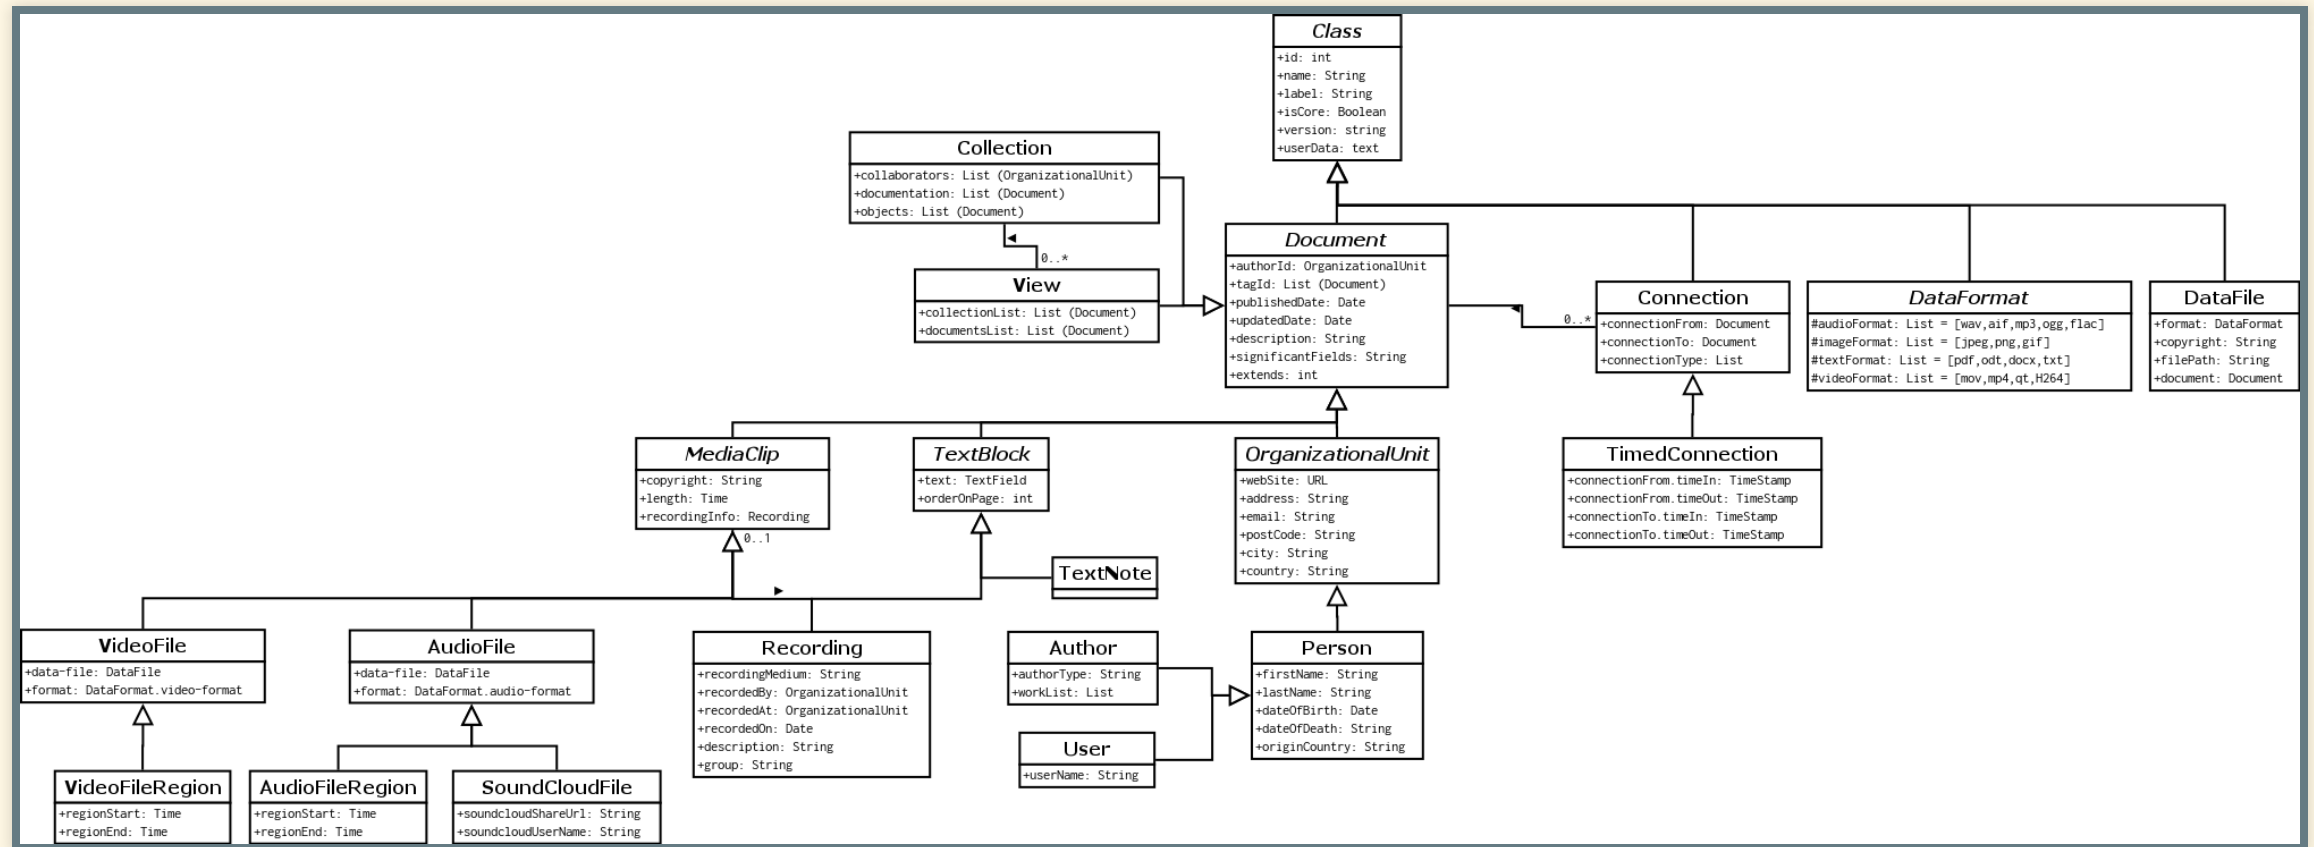 Class
+id: int
+name: String
+label: String
+isCore: Boolean
+version: string
+userData: text
Collection
+collaborators: List (OrganizationalUnit)
+documentation: List (Document)
+objects: List (Document)
0..*
View
+collectionList: List (Document)
+documentsList: List (Document)
Document
+authorId: OrganizationalUnit
+tagId: List (Document)
+publishedDate: Date
+updatedDate: Date
+description: String
+significantFields: String
+extends: int
0..*
Connection
+connectionFrom: Document
+connectionTo: Document
+connectionType: List
DataFormat
#audioFormat: List = [wav,aif,mp3,ogg,flac]
#imageFormat: List = [jpeg,png,gif]
#textFormat: List = [pdf,odt,docx,txt]
#videoFormat: List = [mov,mp4,qt,H264]
DataFile
+format: DataFormat
+copyright: String
+filePath: String
+document: Document
MediaClip
+copyright: String
+length: Time
+recordingInfo: Recording
0..1
TextBlock
+text: TextField
+orderOnPage: int
OrganizationalUnit
+webSite: URL
+address: String
+email: String
+postCode: String
+city: String
+country: String
TimedConnection
+connectionFrom.timeIn: TimeStamp
+connectionFrom.timeOut: TimeStamp
+connectionTo.timeIn: TimeStamp
+connectionTo.timeOut: TimeStamp
TextNote
VideoFile
+data-file: DataFile
+format: DataFormat.video-format
AudioFile
+data-file: DataFile
+format: DataFormat.audio-format
Recording
+recordingMedium: String
+recordedBy: OrganizationalUnit
+recordedAt: OrganizationalUnit
+recordedOn: Date
+description: String
+group: String
Author
+authorType: String
+workList: List
Person
+firstName: String
+lastName: String
+dateOfBirth: Date
+dateOfDeath: String
+originCountry: String
User
+userName: String
VideoFileRegion
+regionStart: Time
+regionEnd: Time
AudioFileRegion
+regionStart: Time
+regionEnd: Time
SoundCloudFile
+soundcloudShareUrl: String
+soundcloudUserName: String